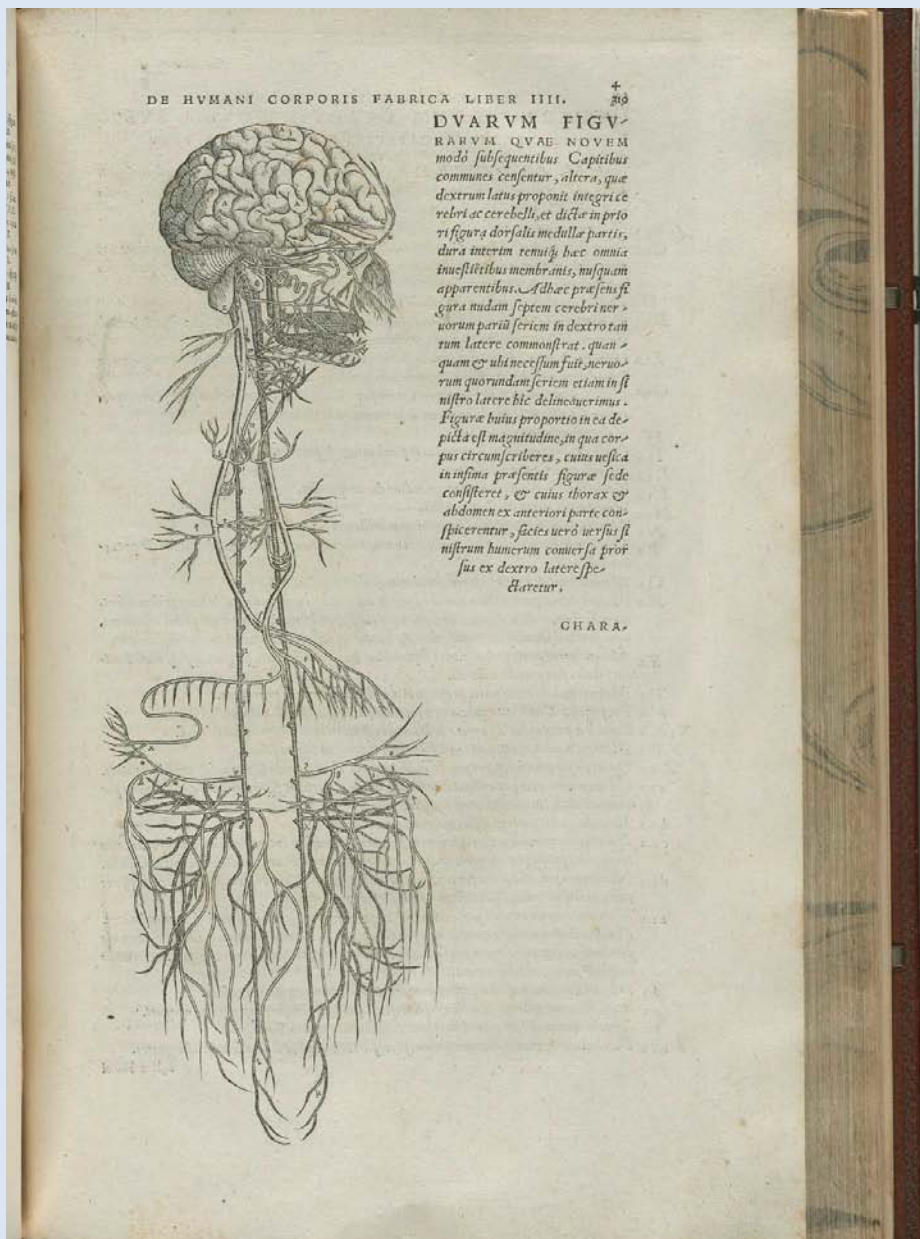 DE HVMANI CORPORIS FABRICA LIBER IIII.
DVARVM FIGV-
RARVM QVAE NOVEM
modò subsequentibus Capitibus
communes censentur, altera, quæ
dextrum latus proponit integri ce
rebri ac cerebelli, et dictæ in prio
ri figura dorsalis medullæ partis,
dura interim tenuiq́; hæc omnia
inuestiẽtibus membranis, nusquam
apparentibus. Adhæc præsens fi
gura nudam septem cerebri ner-
uorum pariũ seriem in dextro tan
tum latere commonstrat. quan-
quam & ubi necessum fuit, neruo-
rum quorundam seriem etiam in si
nistro latere hic delineauerimus.
Figuræ huius proportio in ea de-
picta est magnitudine, in qua cor-
pus circumscriberes, cuius uesica
in infima præsentis figuræ sede
consisteret, & cuius thorax &
abdomen ex anteriori parte con-
spicerentur, facies uerò uersus si
nistrum humerum conuersa pror
sus ex dextro latere spe-
ctaretur.
CHARA-